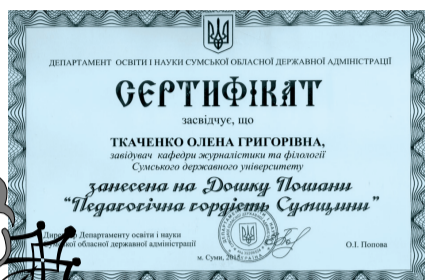 ДЕПАРТАМЕНТ ОСВІТИ І НАУКИ СУМСЬКОЇ ОБЛАСНОЇ ДЕРЖАВНОЇ АДМІНІСТРАЦІЇ
СЕРТИФІКАТ
засвідчує, що
ТКАЧЕНКО ОЛЕНА ГРИГОРІВНА,
завідувач кафедри журналістики та філології
Сумського державного університету
занесена на Дошку Пошани
"Педагогічна гордість Сумщини"
Департаменту освіти і науки
обласної державної адміністрації
О.І. Попова
м. Суми,